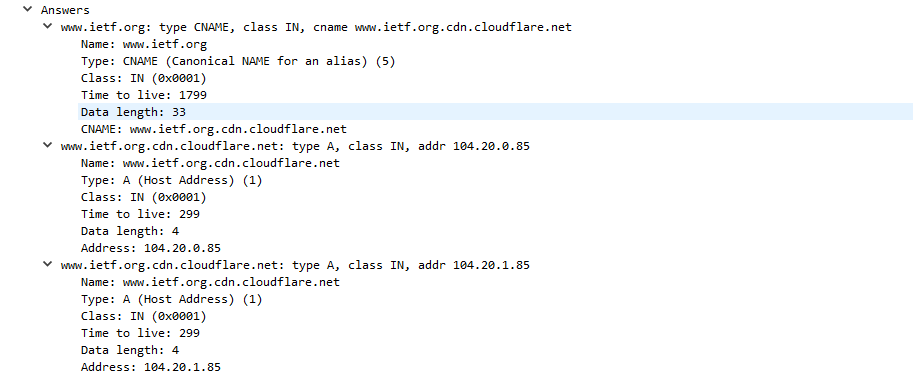 Answers
www.ietf.org: type CNAME, class IN, cname www.ietf.org.cdn.cloudflare.net
Name: www.ietf.org
Type: CNAME (Canonical NAME for an alias) (5)
Class: IN (0x0001)
Time to live: 1799
Data length: 33
CNAME: www.ietf.org.cdn.cloudflare.net
www.ietf.org.cdn.cloudflare.net: type A, class IN, addr 104.20.0.85
Name: www.ietf.org.cdn.cloudflare.net
Type: A (Host Address) (1)
Class: IN (0x0001)
Time to live: 299
Data length: 4
Address: 104.20.0.85
www.ietf.org.cdn.cloudflare.net: type A, class IN, addr 104.20.1.85
Name: www.ietf.org.cdn.cloudflare.net
Type: A (Host Address) (1)
Class: IN (0x0001)
Time to live: 299
Data length: 4
Address: 104.20.1.85